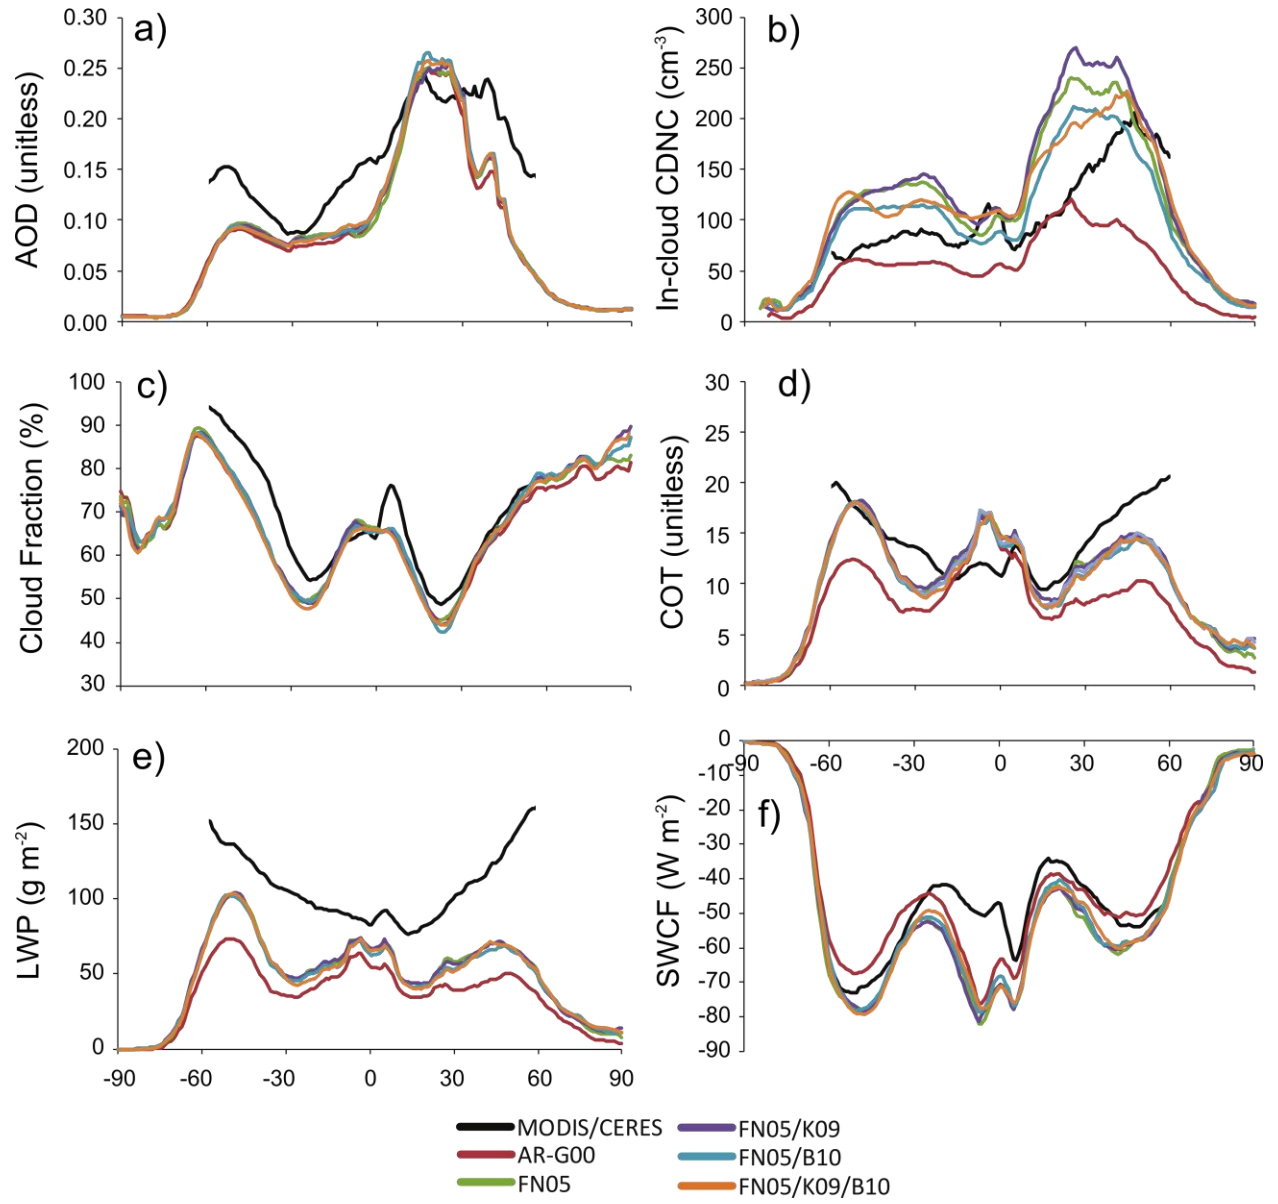 a)
AOD (unitless)
0.30
0.25
0.20
0.15
0.10
0.05
0.00
b)
In-cloud CDNC (cm⁻³)
300
250
200
150
100
50
0
c)
Cloud Fraction (%)
100
90
80
70
60
50
40
30
d)
COT (unitless)
30
25
20
15
10
5
0
e)
LWP (g m⁻²)
200
150
100
50
0
-90 -60 -30 0 30 60 90
f)
SWCF (W m⁻²)
0
-10
-20
-30
-40
-50
-60
-70
-80
-90
-90 -60 -30 0 30 60 90
MODIS/CERES
AR-G00
FN05
FN05/K09
FN05/B10
FN05/K09/B10